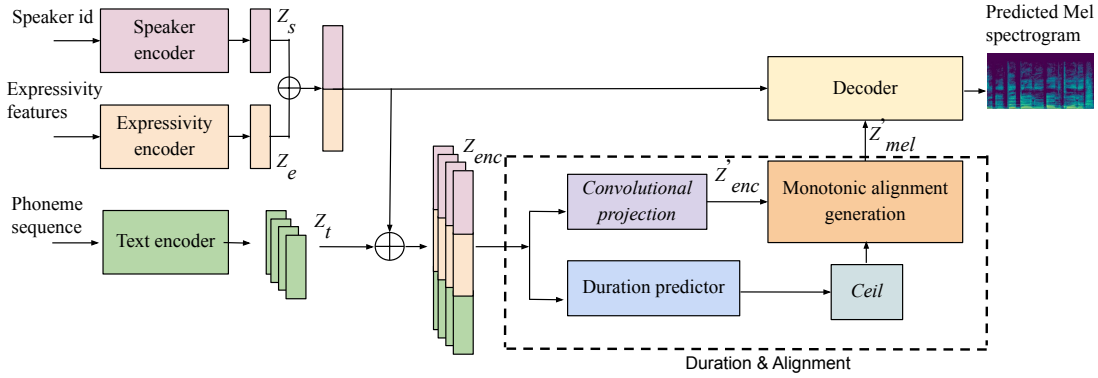 Speaker id
Speaker
encoder
Z_s
Predicted Mel
spectrogram
Expressivity
features
Expressivity
encoder
Z_e
Decoder
Z'_mel
Phoneme
sequence
Text encoder
Z_t
Z_enc
Convolutional
projection
Z'_enc
Monotonic alignment
generation
Duration predictor
Ceil
Duration & Alignment